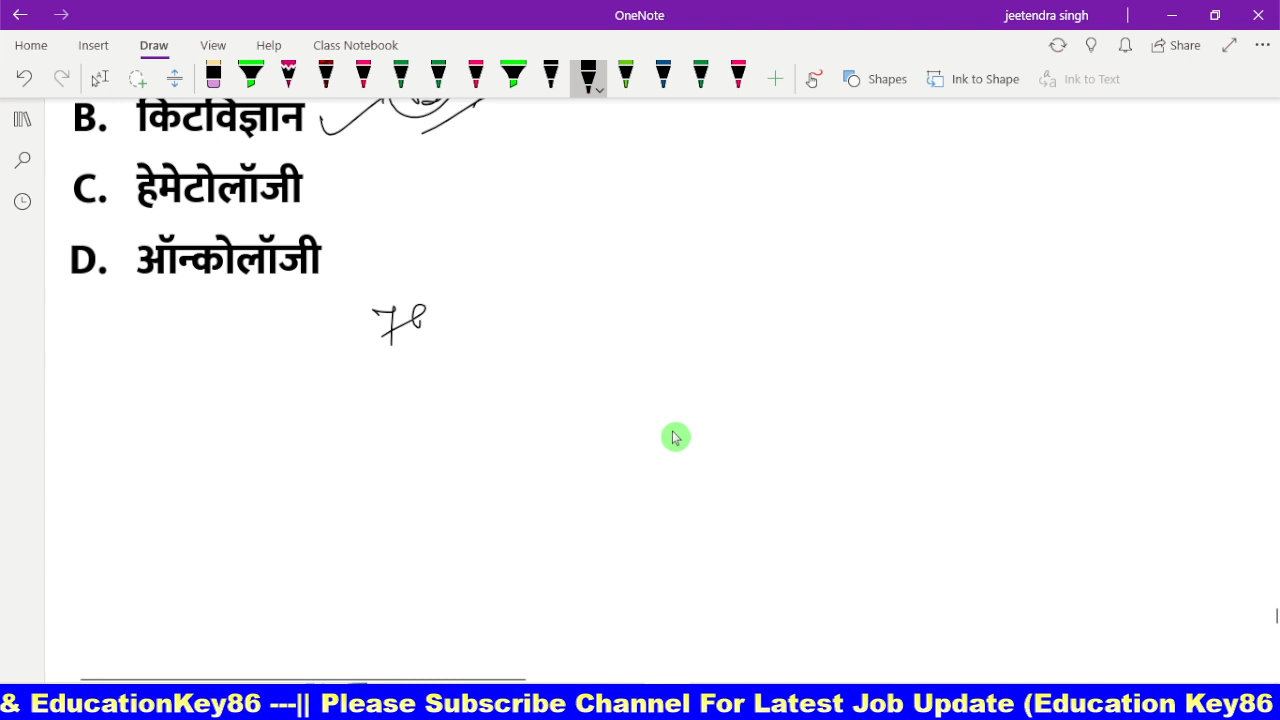 OneNote
jeetendra singh
Home Insert Draw View Help Class Notebook
Share
Shapes
Ink to Shape
Ink to Text
B. किटविज्ञान
C. हेमेटोलॉजी
D. ऑन्कोलॉजी
78
& EducationKey86 ---|| Please Subscribe Channel For Latest Job Update (Education Key86